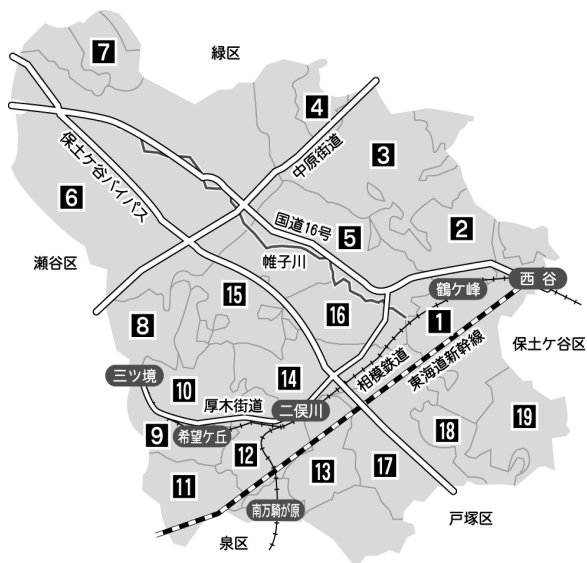 7
緑区
4
中原街道
3
保土ケ谷バイパス
6
国道16号
5
2
瀬谷区
帷子川
西谷
鶴ケ峰
15
16
1
8
保土ケ谷区
相模鉄道
東海道新幹線
三ツ境
10
14
厚木街道
二俣川
19
18
9
希望ケ丘
12
13
17
11
南万騎が原
戸塚区
泉区